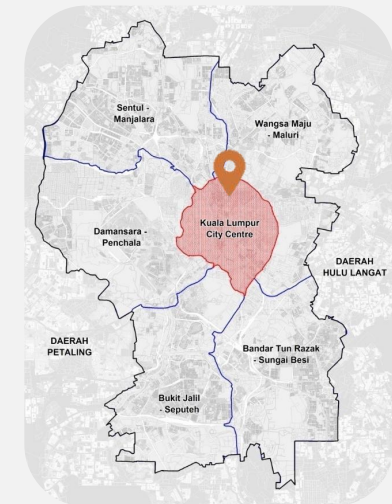 Sentul -
Manjalara
Wangsa Maju
- Maluri
Kuala Lumpur
City Centre
Damansara -
Penchala
DAERAH
HULU LANGAT
DAERAH
PETALING
Bandar Tun Razak
- Sungai Besi
Bukit Jalil
- Seputeh